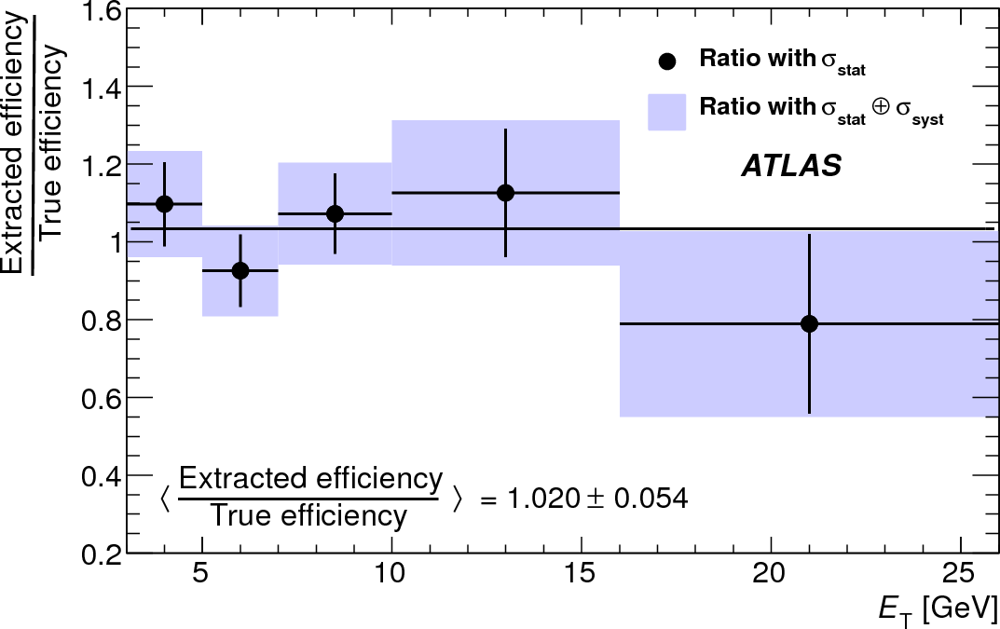 Extracted efficiency
True efficiency
1.6
1.4
1.2
1
0.8
0.6
0.4
0.2
Ratio with σstat
Ratio with σstat ⊕ σsyst
ATLAS
⟨ Extracted efficiency
True efficiency ⟩ = 1.020 ± 0.054
5 10 15 20 25
ET [GeV]